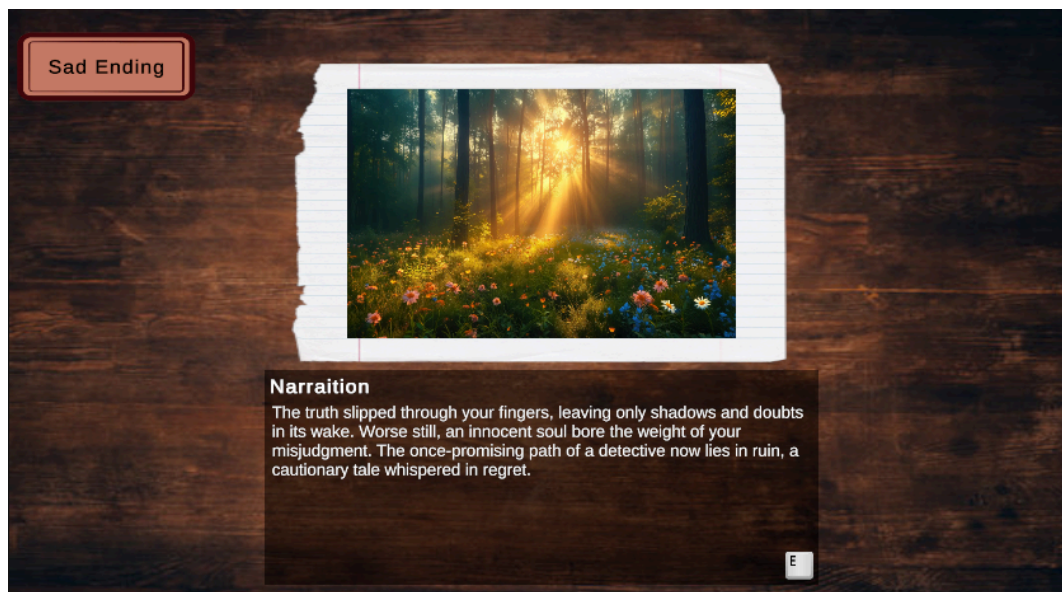 Sad Ending
Narraition
The truth slipped through your fingers, leaving only shadows and doubts
in its wake. Worse still, an innocent soul bore the weight of your
misjudgment. The once-promising path of a detective now lies in ruin, a
cautionary tale whispered in regret.
E